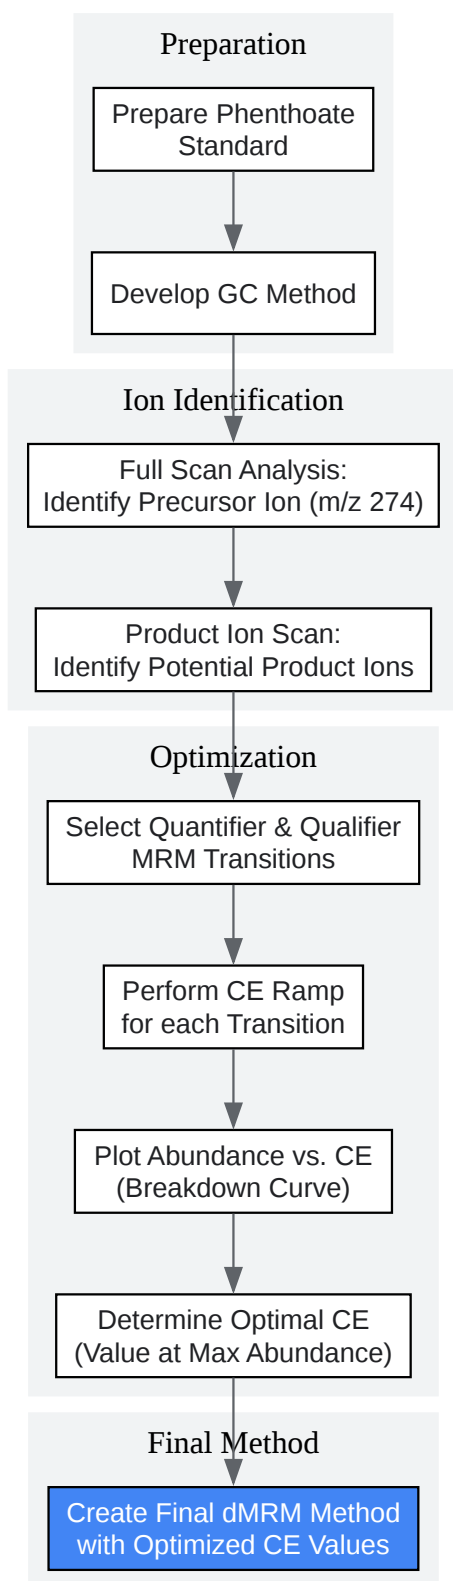 Preparation
Prepare Phenthoate
Standard
Develop GC Method
Ion Identification
Full Scan Analysis:
Identify Precursor Ion (m/z 274)
Product Ion Scan:
Identify Potential Product Ions
Optimization
Select Quantifier & Qualifier
MRM Transitions
Perform CE Ramp
for each Transition
Plot Abundance vs. CE
(Breakdown Curve)
Determine Optimal CE
(Value at Max Abundance)
Final Method
Create Final dMRM Method
with Optimized CE Values